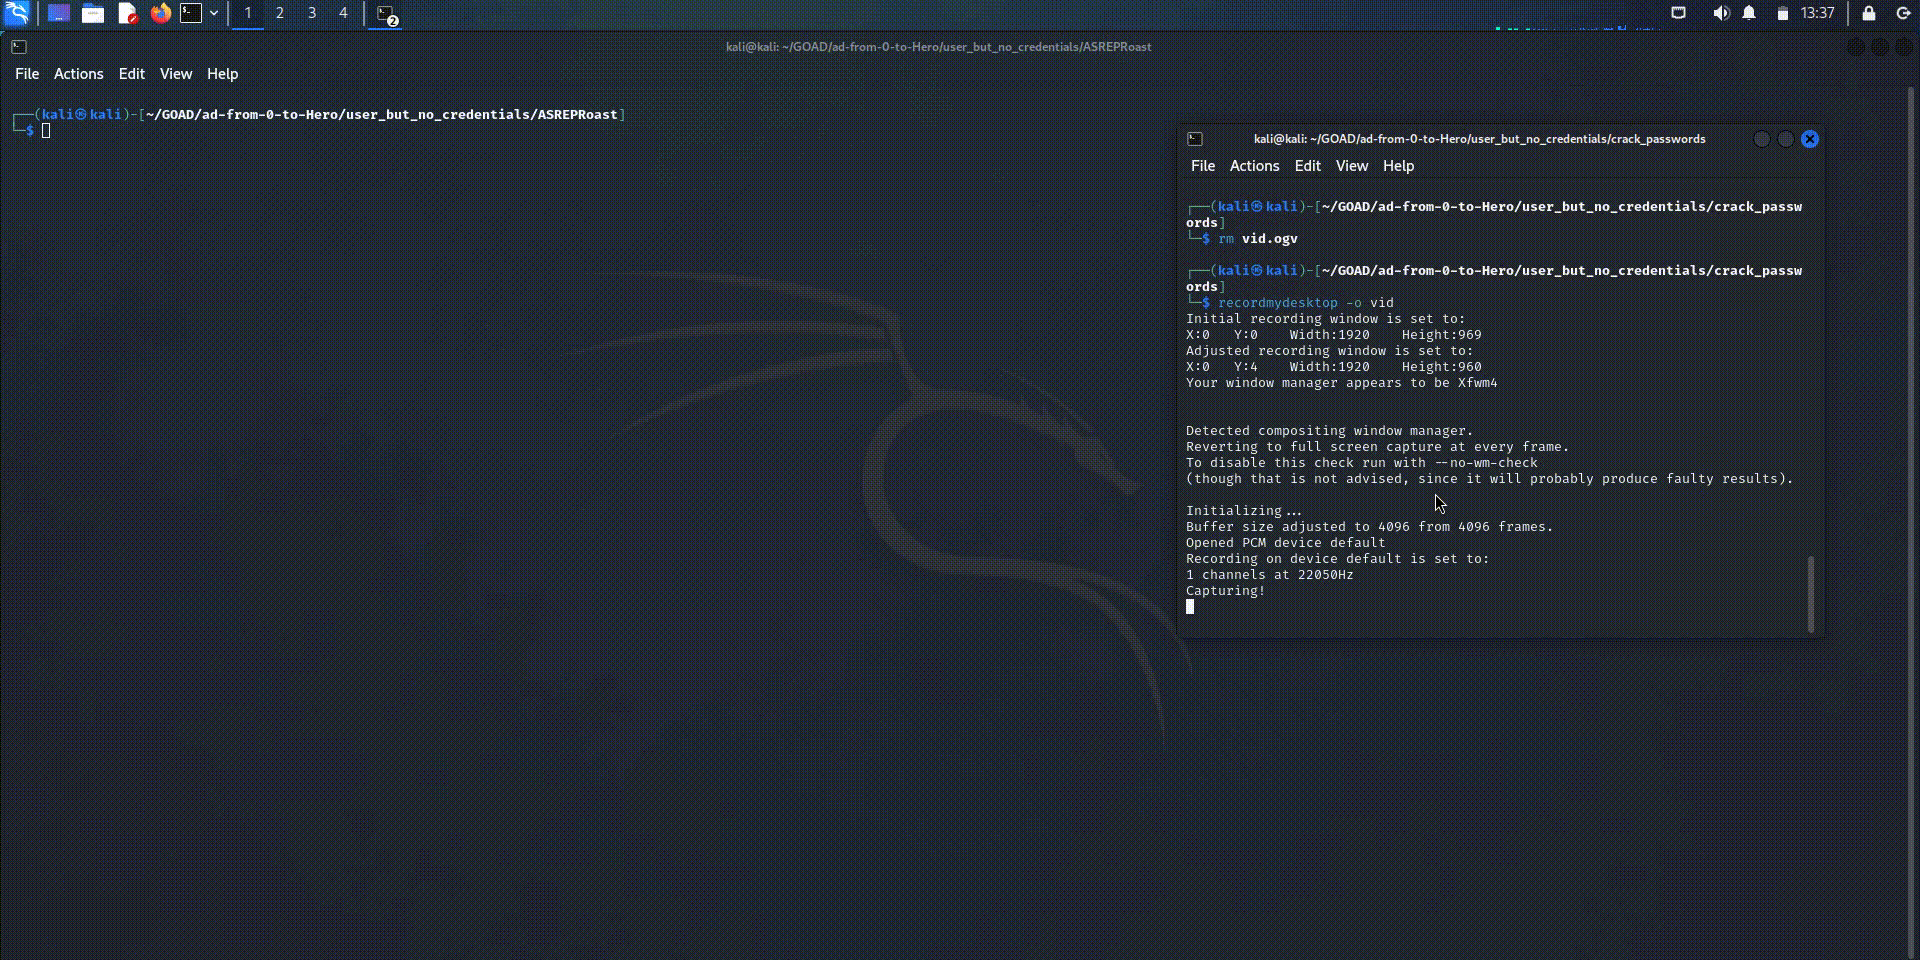 1 2 3 4 2 13:37
kali@kali: ~/GOAD/ad-from-0-to-Hero/user_but_no_credentials/ASREPRoast
File Actions Edit View Help
┌──(kali㉿kali)-[~/GOAD/ad-from-0-to-Hero/user_but_no_credentials/ASREPRoast]
└─$
kali@kali: ~/GOAD/ad-from-0-to-Hero/user_but_no_credentials/crack_passwords
File Actions Edit View Help
┌──(kali㉿kali)-[~/GOAD/ad-from-0-to-Hero/user_but_no_credentials/crack_passw
ords]
└─$ rm vid.ogv
┌──(kali㉿kali)-[~/GOAD/ad-from-0-to-Hero/user_but_no_credentials/crack_passw
ords]
└─$ recordmydesktop -o vid
Initial recording window is set to:
X:0 Y:0 Width:1920 Height:969
Adjusted recording window is set to:
X:0 Y:4 Width:1920 Height:960
Your window manager appears to be Xfwm4
Detected compositing window manager.
Reverting to full screen capture at every frame.
To disable this check run with --no-wm-check
(though that is not advised, since it will probably produce faulty results).
Initializing...
Buffer size adjusted to 4096 from 4096 frames.
Opened PCM device default
Recording on device default is set to:
1 channels at 22050Hz
Capturing!